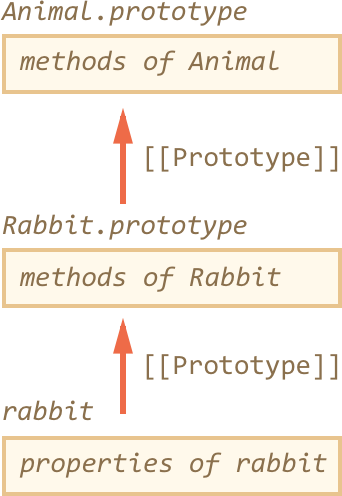 Animal.prototype
methods of Animal
[[Prototype]]
Rabbit.prototype
methods of Rabbit
[[Prototype]]
rabbit
properties of rabbit